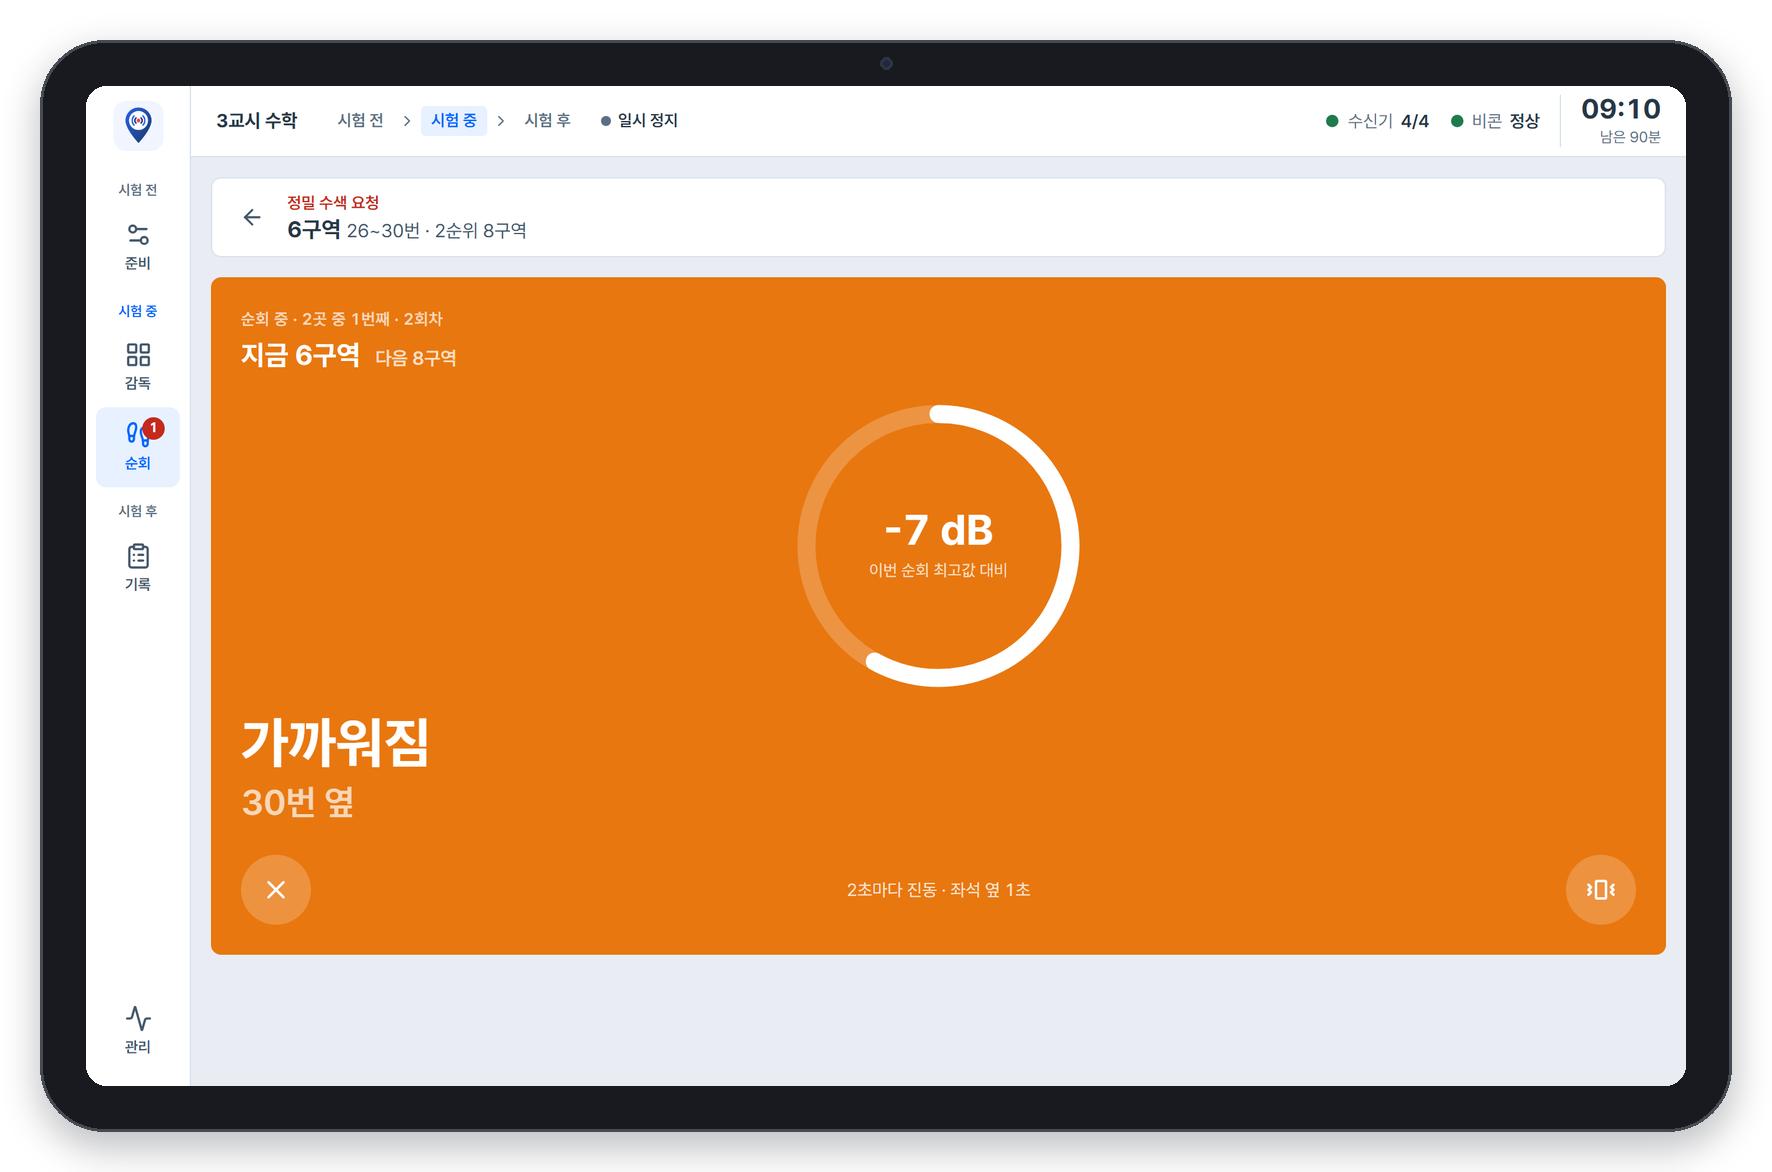 3교시 수학
시험 전
시험 중
시험 후
일시 정지
수신기 4/4
비콘 정상
09:10
남은 90분
시험 전
준비
시험 중
감독
1
순회
시험 후
기록
관리
정밀 수색 요청
6구역 26~30번 · 2순위 8구역
순회 중 · 2곳 중 1번째 · 2회차
지금 6구역 다음 8구역
-7 dB
이번 순회 최고값 대비
가까워짐
30번 옆
2초마다 진동 · 좌석 옆 1초